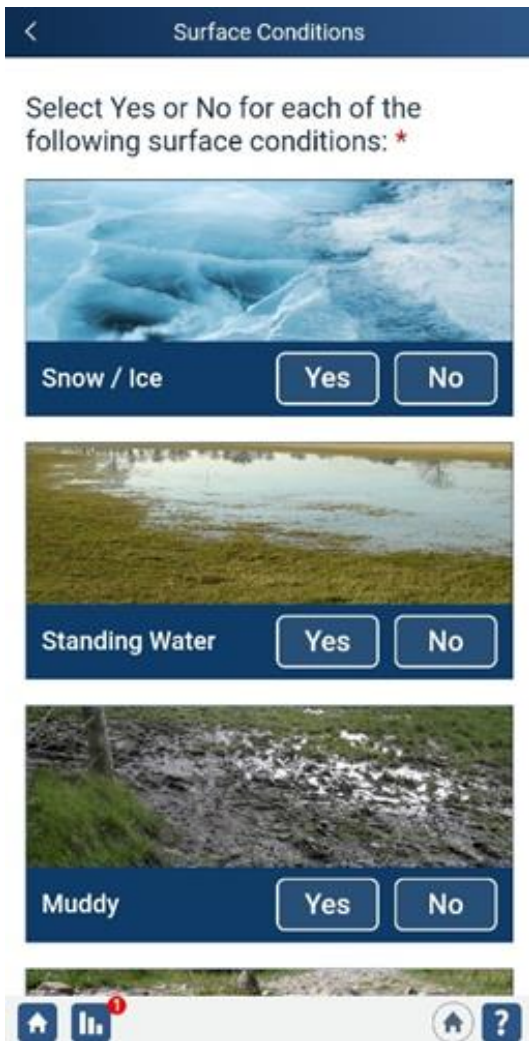 Surface Conditions
Select Yes or No for each of the
following surface conditions: *
Snow / Ice Yes No
Standing Water Yes No
Muddy Yes No
1
?